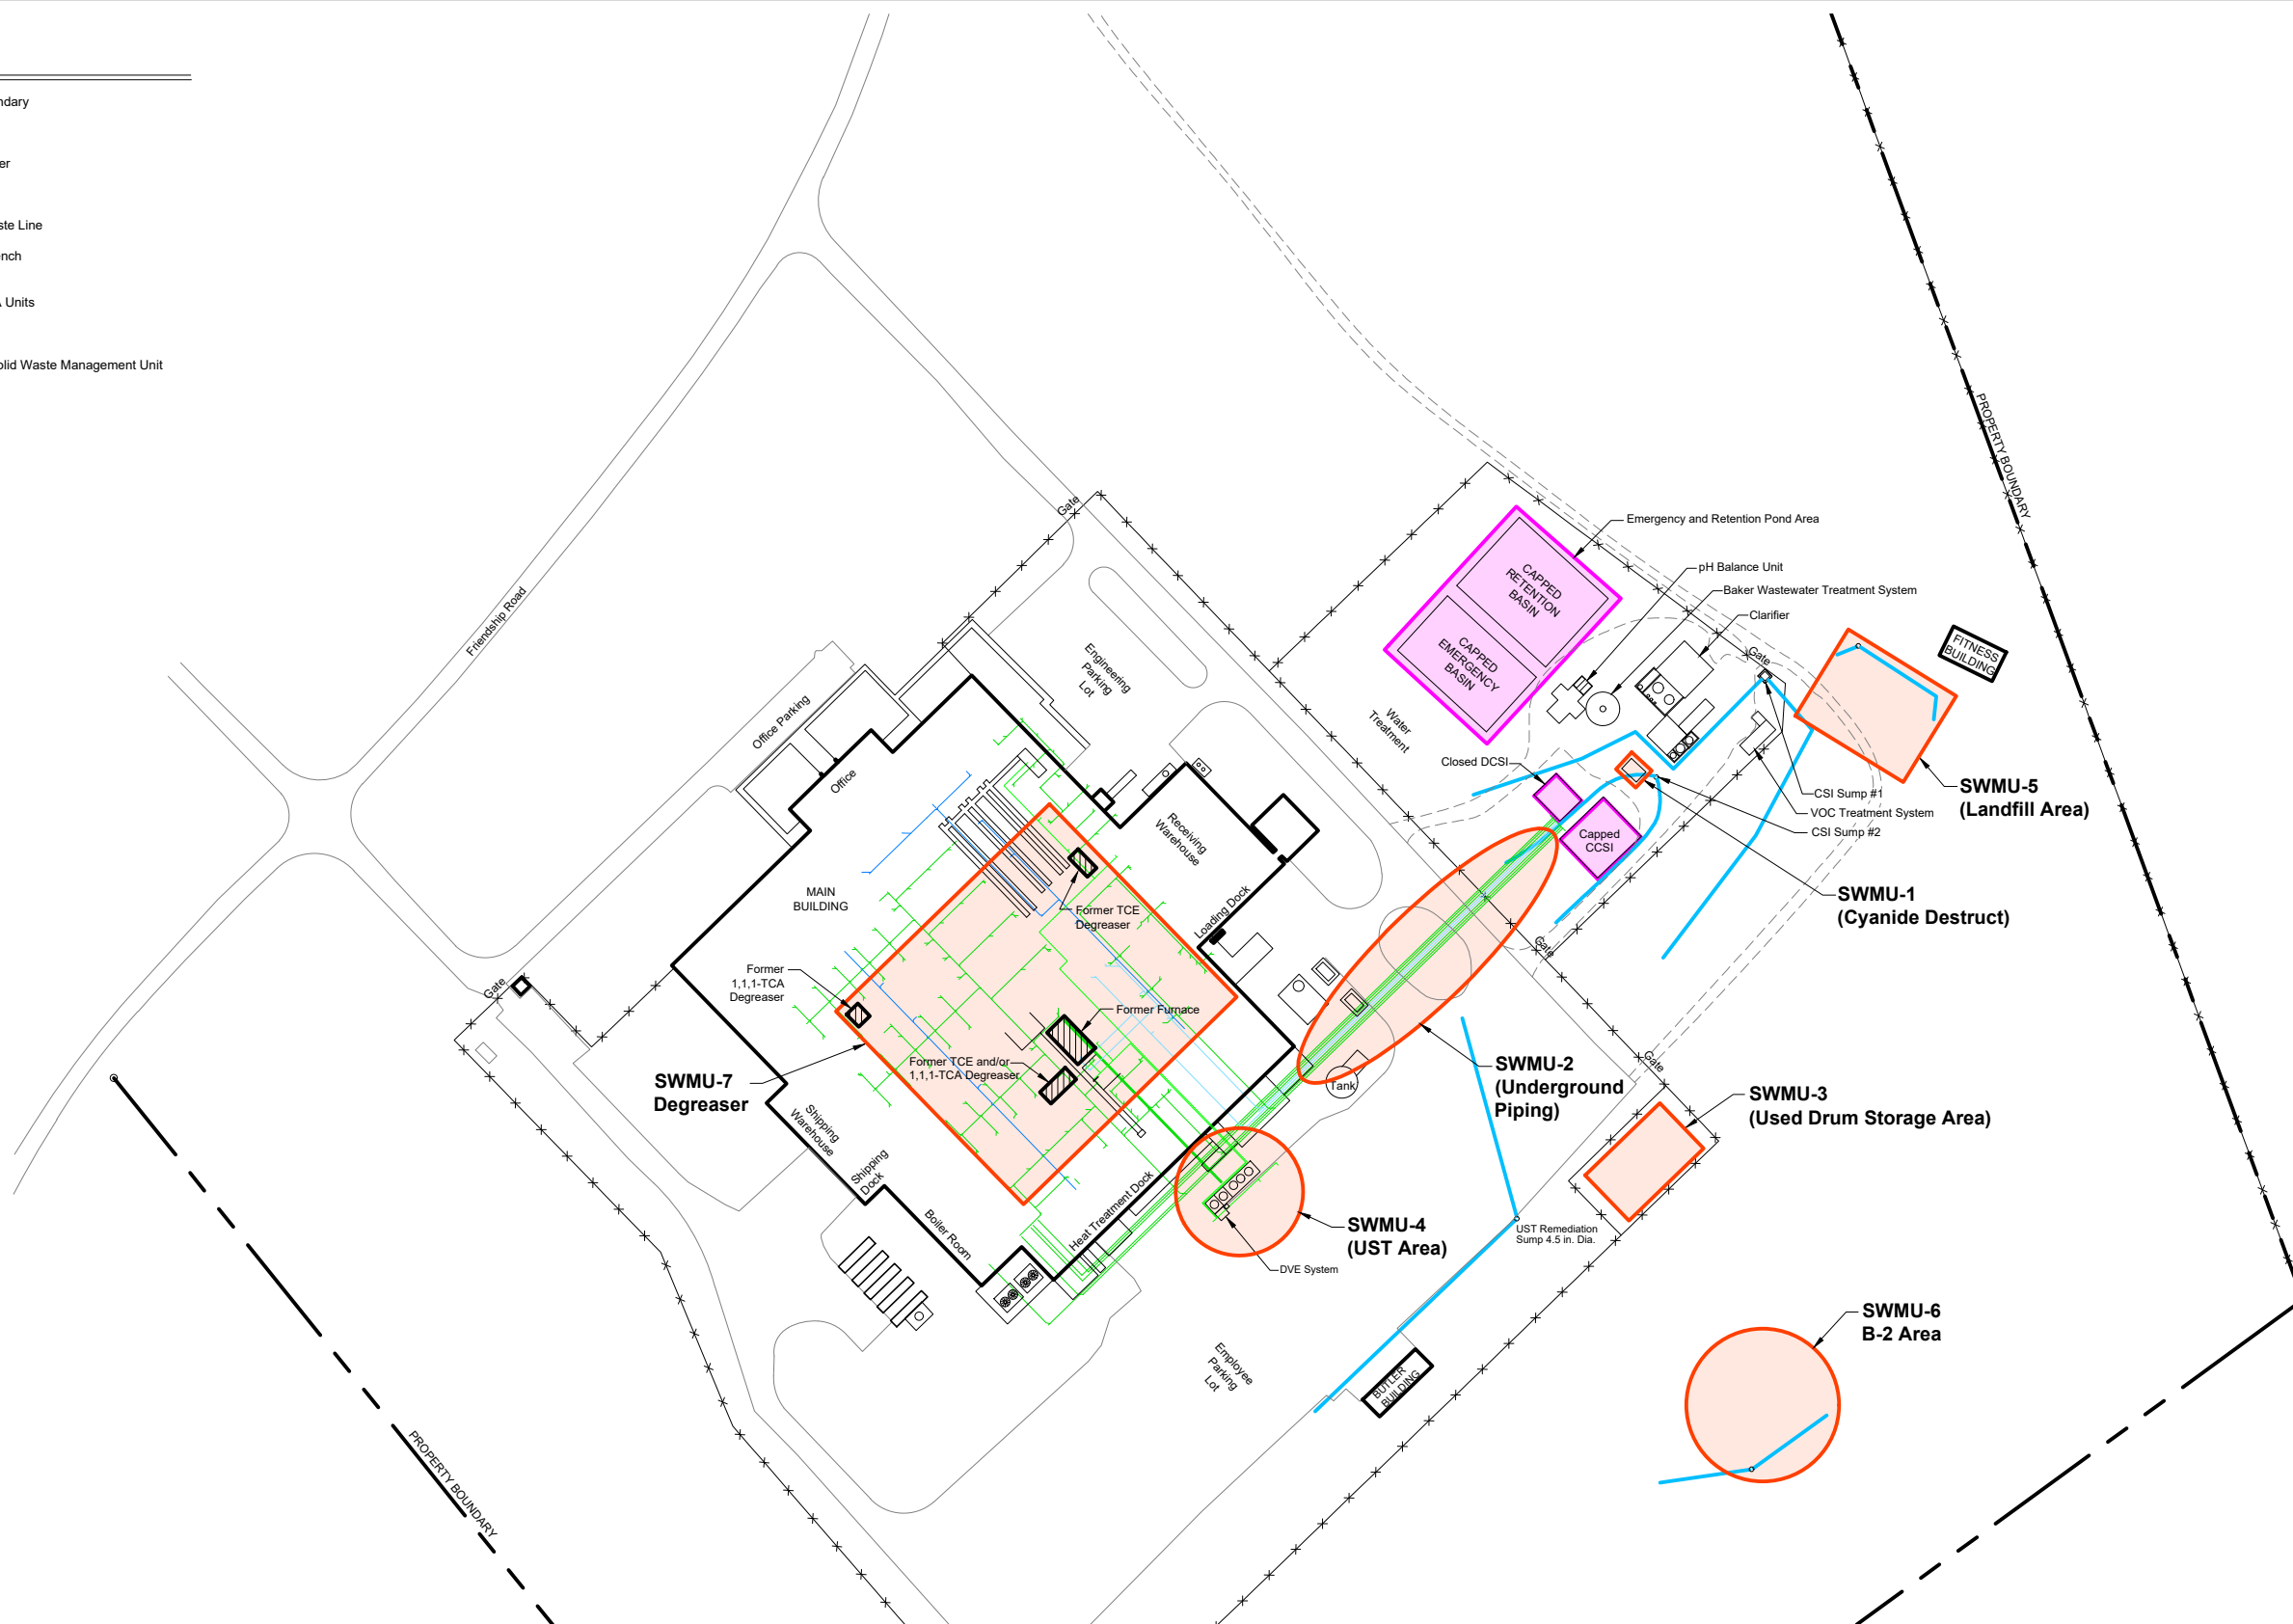 ndary
er
ste Line
ench
A Units
olid Waste Management Unit
PROPERTY BOUNDARY
Gate
Emergency and Retention Pond Area
CAPPED
RETENTION
BASIN
pH Balance Unit
Baker Wastewater Treatment System
Clarifier
Friendship Road
Engineering
Parking
Lot
CAPPED
EMERGENCY
BASIN
Gate
FITNESS
BUILDING
Office Parking
Water
Treatment
Office
Closed DCSI
SWMU-5
(Landfill Area)
CSI Sump #1
VOC Treatment System
CSI Sump #2
Receiving
Warehouse
Capped
CCSI
MAIN
BUILDING
SWMU-1
(Cyanide Destruct)
Former TCE
Degreaser
Loading Dock
Gate
Former
1,1,1-TCA
Degreaser
Gate
Former Furnace
Former TCE and/or
1,1,1-TCA Degreaser
SWMU-7
Degreaser
SWMU-2
(Underground
Piping)
Gate
Tank
SWMU-3
(Used Drum Storage Area)
Shipping
Warehouse
Shipping
Dock
Boiler Room
Heat Treatment Dock
SWMU-4
(UST Area)
UST Remediation
Sump 4.5 in. Dia.
DVE System
SWMU-6
B-2 Area
Employee
Parking
Lot
BUTLER
BUILDING
PROPERTY BOUNDARY